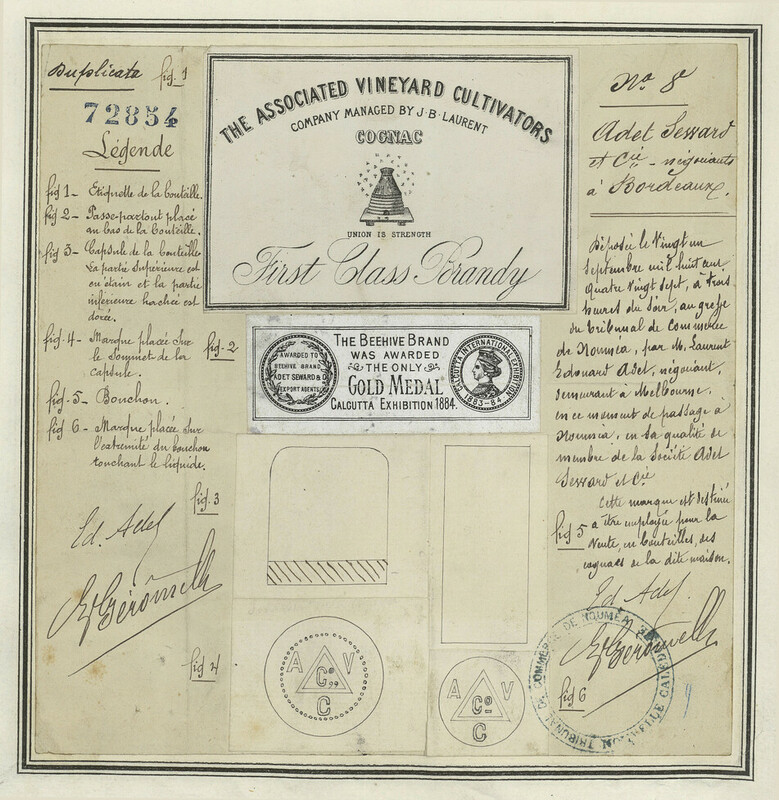 Duplicata
fig. 1
72854
Légende
fig 1 - Etiquette de la bouteille.
fig 2 - Passe-partout placé
au bas de la bouteille.
fig 3 - Capsule de la bouteille
La partie supérieure est
en étain et la partie
inférieure hachée est
dorée.
fig. 4 - Marque placée sur
le sommet de la
capsule.
fig. 5 - Bouchon.
fig 6 - Marque placée sur
l'extrémité du bouchon
touchant le liquide.
Ed. Adet
THE ASSOCIATED VINEYARD CULTIVATORS
COMPANY MANAGED BY J. B. LAURENT
COGNAC
UNION IS STRENGTH
First Class Brandy
fig. 2
AWARDED TO
BEEHIVE BRAND
ADET SEWARD & Co
EXPORT AGENTS
THE BEEHIVE BRAND
WAS AWARDED
THE ONLY
GOLD MEDAL
CALCUTTA EXHIBITION 1884.
CALCUTTA INTERNATIONAL EXHIBITION
1883-84
fig. 3
fig 4
A V
Co
C
fig 5
fig 6
A V
Co
C
No 8
Adet Seward
et Cie - négociants
à Bordeaux.
Déposée le Vingt un
Septembre mil huit cent
quatre vingt sept, à trois
heures du soir, au greffe
du tribunal de Commerce
de Nouméa, par M. Laurent
Edouard Adet, négociant,
demeurant à Melbourne,
en ce moment de passage à
Nouméa, en sa qualité de
membre de la Société Adet
Seward et Cie
Cette marque est destinée
à être employée pour la
Vente, en bouteilles, des
cognacs de la dite maison.
Ed Adet
TRIBUNAL DE COMMERCE DE NOUMÉA
NOUVELLE CALÉDONIE